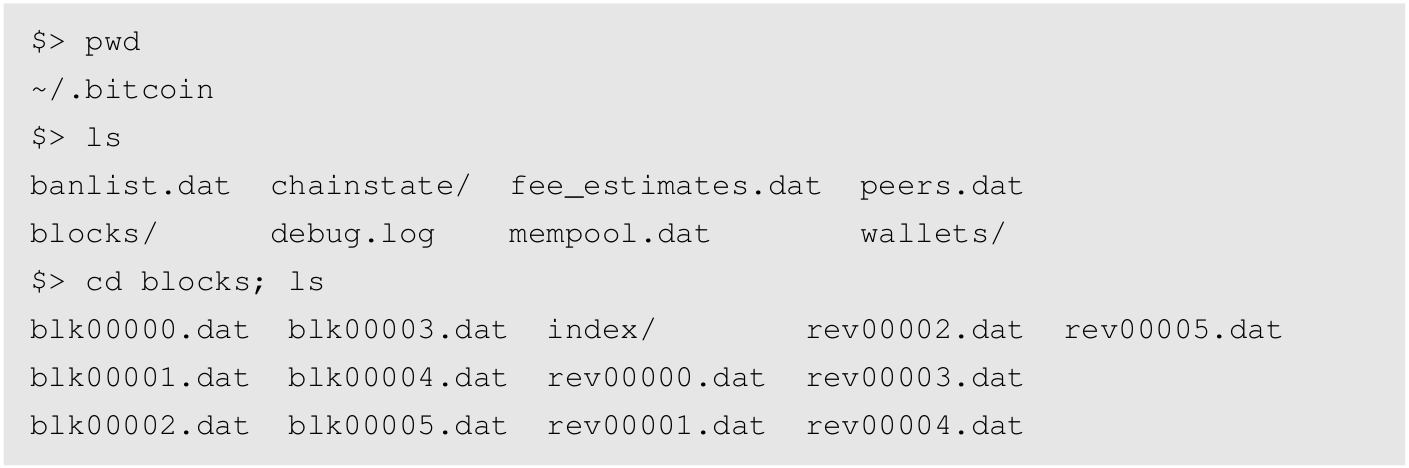 $> pwd
~/.bitcoin
$> ls
banlist.dat  chainstate/  fee_estimates.dat  peers.dat
blocks/      debug.log    mempool.dat        wallets/
$> cd blocks; ls
blk00000.dat  blk00003.dat  index/        rev00002.dat  rev00005.dat
blk00001.dat  blk00004.dat  rev00000.dat  rev00003.dat
blk00002.dat  blk00005.dat  rev00001.dat  rev00004.dat